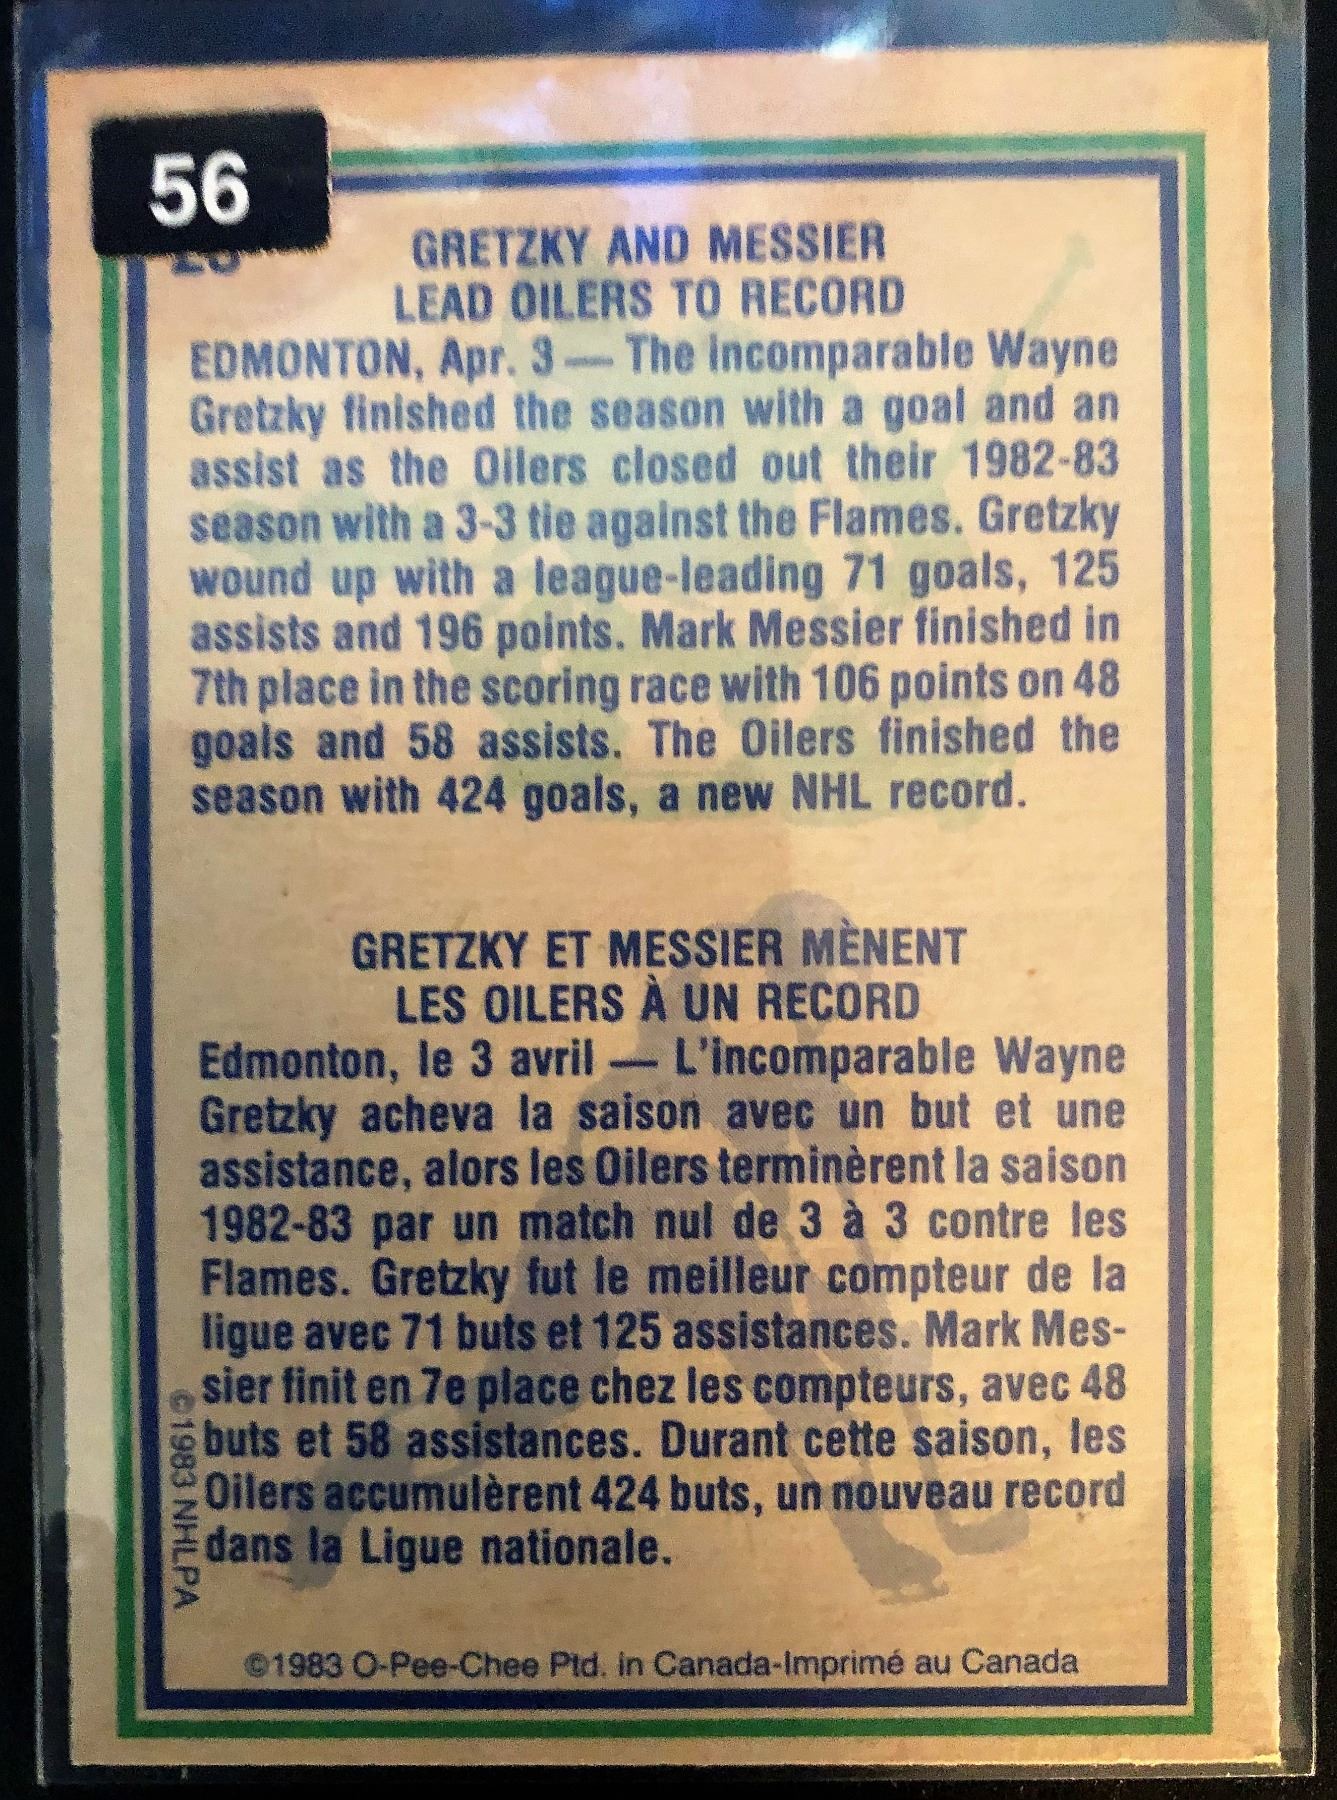 56
GRETZKY AND MESSIER
LEAD OILERS TO RECORD
EDMONTON, Apr. 3 — The incomparable Wayne
Gretzky finished the season with a goal and an
assist as the Oilers closed out their 1982-83
season with a 3-3 tie against the Flames. Gretzky
wound up with a league-leading 71 goals, 125
assists and 196 points. Mark Messier finished in
7th place in the scoring race with 106 points on 48
goals and 58 assists. The Oilers finished the
season with 424 goals, a new NHL record.
GRETZKY ET MESSIER MÈNENT
LES OILERS À UN RECORD
Edmonton, le 3 avril — L'incomparable Wayne
Gretzky acheva la saison avec un but et une
assistance, alors les Oilers terminèrent la saison
1982-83 par un match nul de 3 à 3 contre les
Flames. Gretzky fut le meilleur compteur de la
ligue avec 71 buts et 125 assistances. Mark Mes-
sier finit en 7e place chez les compteurs, avec 48
buts et 58 assistances. Durant cette saison, les
Oilers accumulèrent 424 buts, un nouveau record
dans la Ligue nationale.
©1983 NHLPA
©1983 O-Pee-Chee Ptd. in Canada-Imprimé au Canada